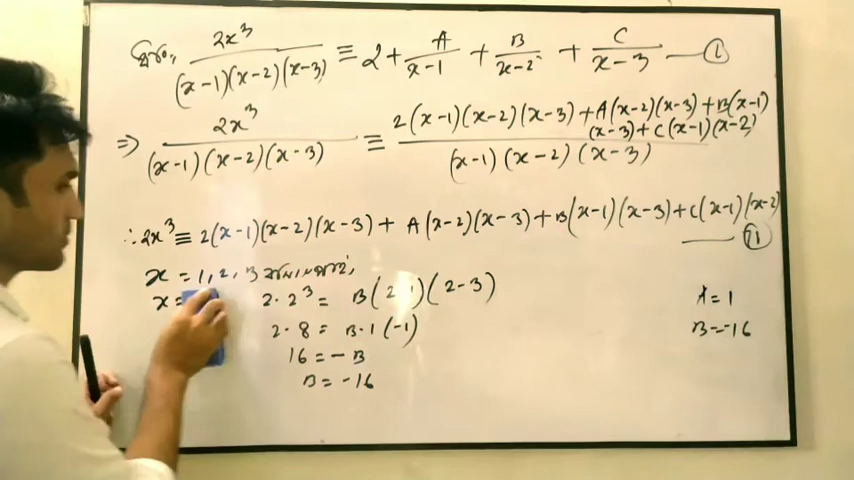 ধরি, 2x³/((x-1)(x-2)(x-3)) ≡ 2 + A/(x-1) + B/(x-2) + C/(x-3) — (i)
⇒ 2x³/((x-1)(x-2)(x-3)) ≡ (2(x-1)(x-2)(x-3) + A(x-2)(x-3) + B(x-1)(x-3) + C(x-1)(x-2))/((x-1)(x-2)(x-3))
∴ 2x³ ≡ 2(x-1)(x-2)(x-3) + A(x-2)(x-3) + B(x-1)(x-3) + C(x-1)(x-2)
— (ii)
x = 1, 2, 3
x =
2·2³ = B(2 1)(2-3)
2·8 = B·1(-1)
16 = -B
B = -16
A = 1
B = -16